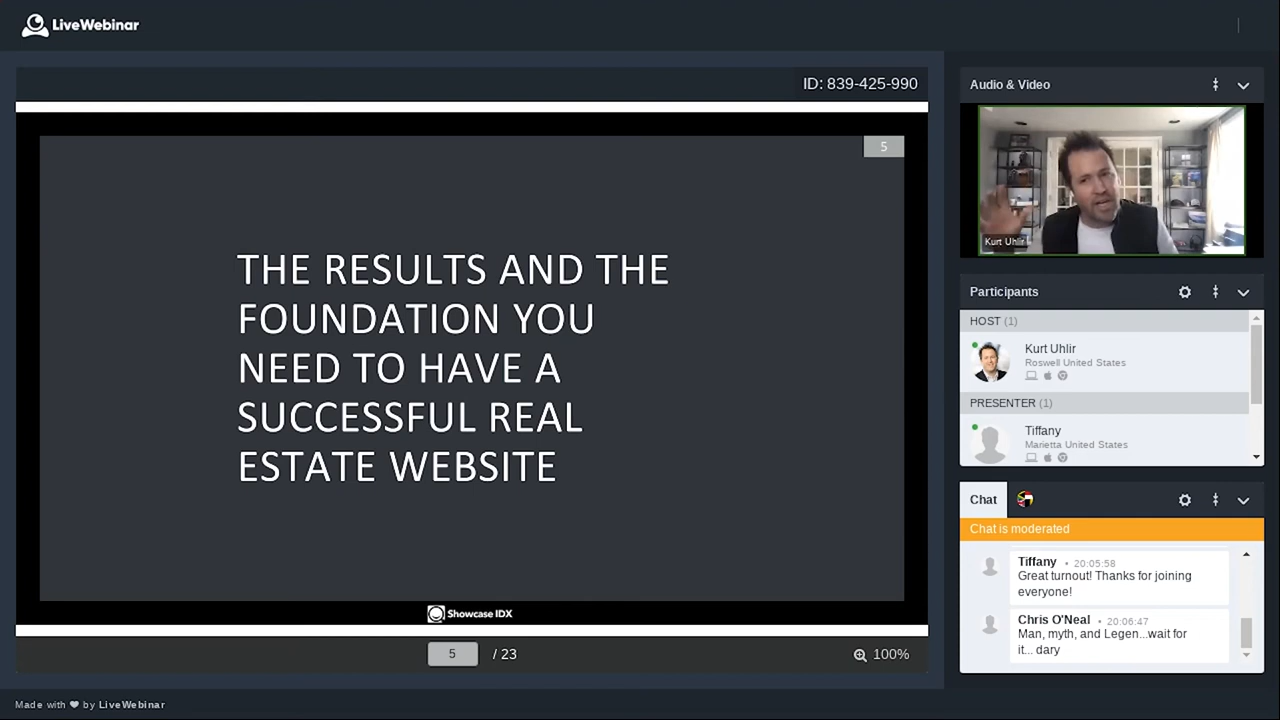 LiveWebinar
ID: 839-425-990
5
THE RESULTS AND THE
FOUNDATION YOU
NEED TO HAVE A
SUCCESSFUL REAL
ESTATE WEBSITE
Showcase IDX
5 / 23
100%
Audio & Video
Kurt Uhlir
Participants
HOST (1)
Kurt Uhlir
Roswell United States
PRESENTER (1)
Tiffany
Marietta United States
Chat
Chat is moderated
Tiffany • 20:05:58
Great turnout! Thanks for joining
everyone!
Chris O'Neal • 20:06:47
Man, myth, and Legen...wait for
it... dary
Made with ❤ by LiveWebinar